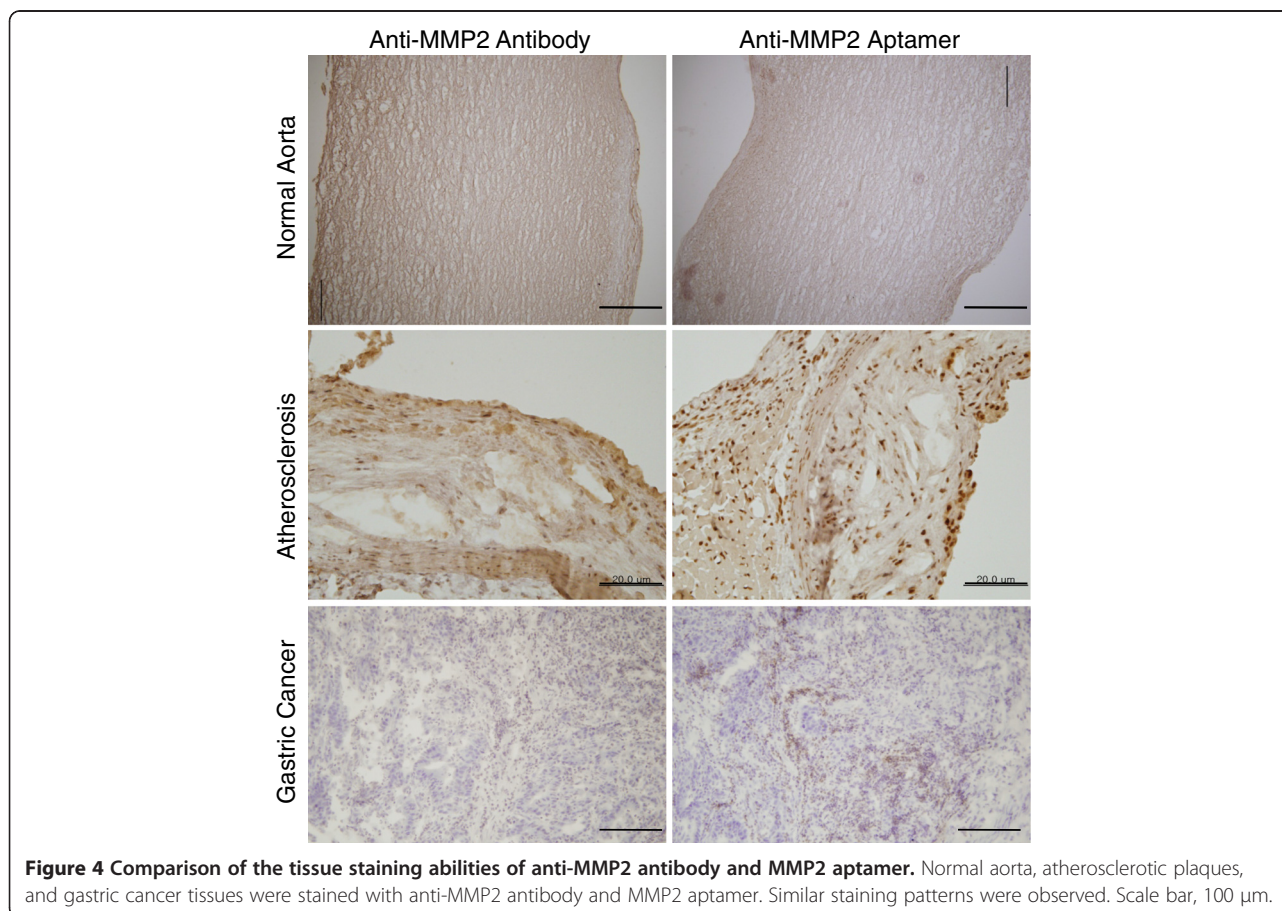 Anti-MMP2 Antibody
Anti-MMP2 Aptamer
Normal Aorta
Atherosclerosis
20.0 um
20.0 um
Gastric Cancer
Figure 4 Comparison of the tissue staining abilities of anti-MMP2 antibody and MMP2 aptamer. Normal aorta, atherosclerotic plaques,
and gastric cancer tissues were stained with anti-MMP2 antibody and MMP2 aptamer. Similar staining patterns were observed. Scale bar, 100 μm.